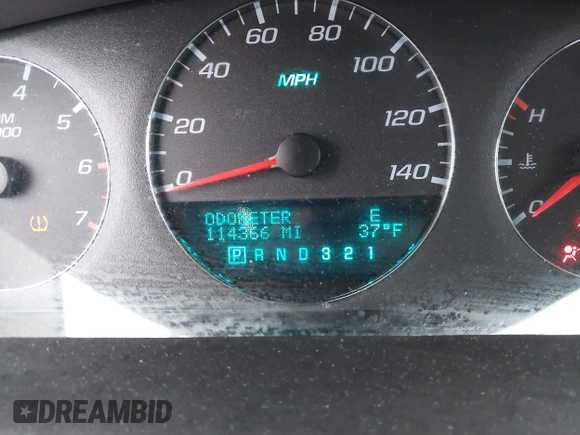 60 80
40 100
MPH
20 120
0 140
4
5
6
7
H
C
ODOMETER E
114366 MI 37°F
P R N D 3 2 1
DREAMBID